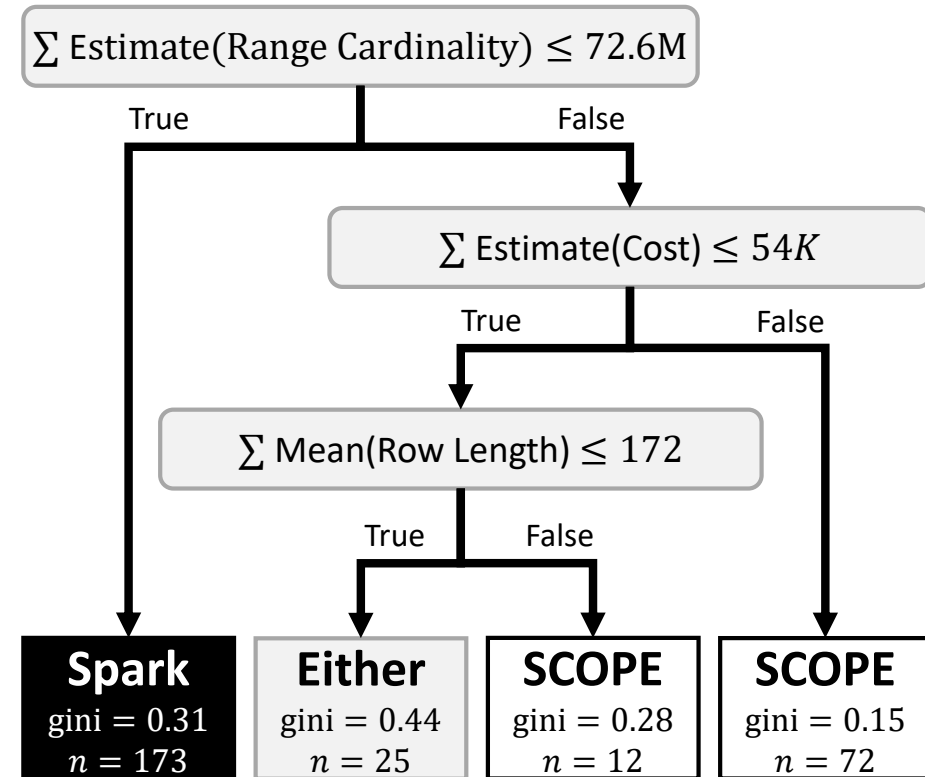 ∑ Estimate(Range Cardinality) ≤ 72.6M
True
False
∑ Estimate(Cost) ≤ 54K
True
False
∑ Mean(Row Length) ≤ 172
True
False
Spark
gini = 0.31
n = 173
Either
gini = 0.44
n = 25
SCOPE
gini = 0.28
n = 12
SCOPE
gini = 0.15
n = 72